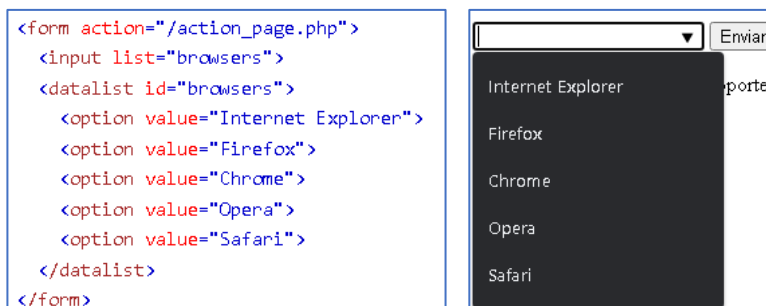 <form action="/action_page.php">
<input list="browsers">
<datalist id="browsers">
<option value="Internet Explorer">
<option value="Firefox">
<option value="Chrome">
<option value="Opera">
<option value="Safari">
</datalist>
</form>
Enviar
Internet Explorer
porte
Firefox
Chrome
Opera
Safari